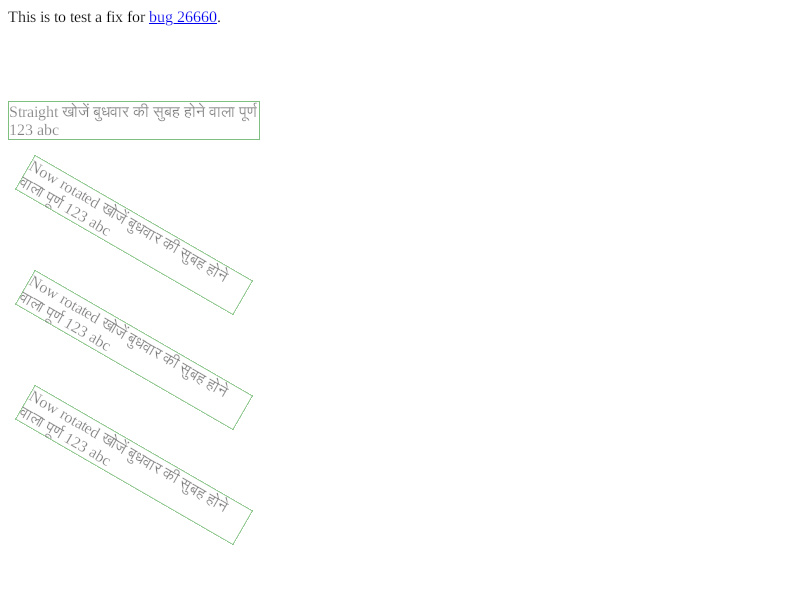 This is to test a fix for bug 26660.
Straight खोजें बुधवार की सुबह होने वाला पूर्ण
123 abc
Now rotated खोजें बुधवार की सुबह होने
वाला पूर्ण 123 abc
Now rotated खोजें बुधवार की सुबह होने
वाला पूर्ण 123 abc
Now rotated खोजें बुधवार की सुबह होने
वाला पूर्ण 123 abc